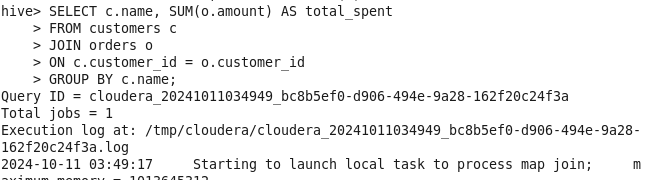 hive> SELECT c.name, SUM(o.amount) AS total_spent
    > FROM customers c
    > JOIN orders o
    > ON c.customer_id = o.customer_id
    > GROUP BY c.name;
Query ID = cloudera_20241011034949_bc8b5ef0-d906-494e-9a28-162f20c24f3a
Total jobs = 1
Execution log at: /tmp/cloudera/cloudera_20241011034949_bc8b5ef0-d906-494e-9a28-
162f20c24f3a.log
2024-10-11 03:49:17     Starting to launch local task to process map join;     m
aximum memory = 1013645312